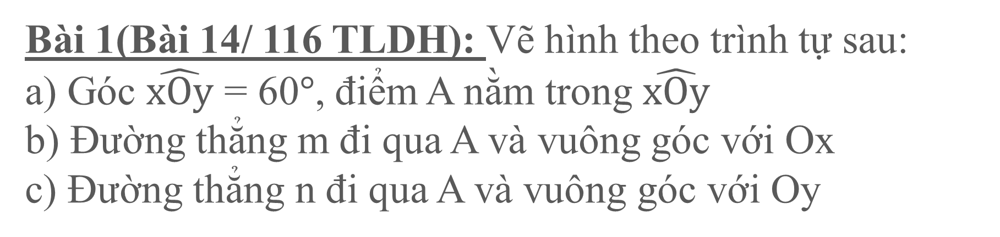 Bài 1(Bài 14/ 116 TLDH): Vẽ hình theo trình tự sau:
a) Góc $\widehat{xOy}$ = 60°, điểm A nằm trong $\widehat{xOy}$
b) Đường thẳng m đi qua A và vuông góc với Ox
c) Đường thẳng n đi qua A và vuông góc với Oy